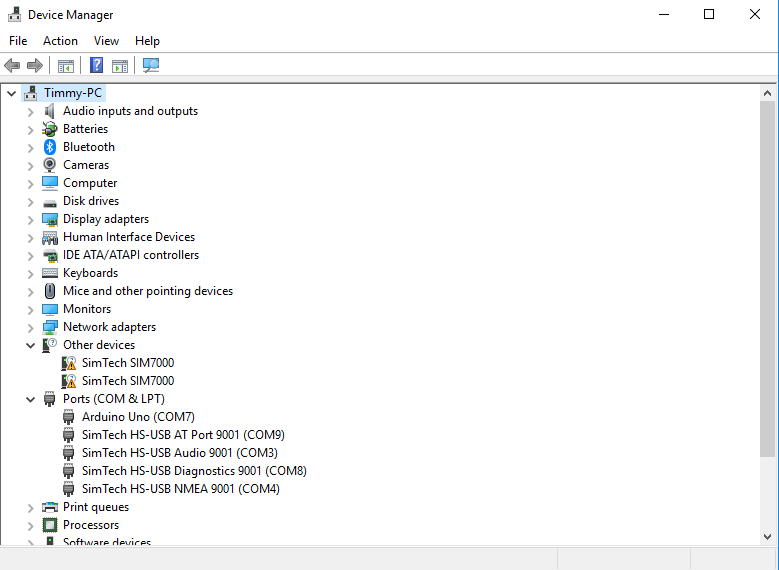 Device Manager
File Action View Help
Timmy-PC
Audio inputs and outputs
Batteries
Bluetooth
Cameras
Computer
Disk drives
Display adapters
Human Interface Devices
IDE ATA/ATAPI controllers
Keyboards
Mice and other pointing devices
Monitors
Network adapters
Other devices
SimTech SIM7000
SimTech SIM7000
Ports (COM & LPT)
Arduino Uno (COM7)
SimTech HS-USB AT Port 9001 (COM9)
SimTech HS-USB Audio 9001 (COM3)
SimTech HS-USB Diagnostics 9001 (COM8)
SimTech HS-USB NMEA 9001 (COM4)
Print queues
Processors
Software devices